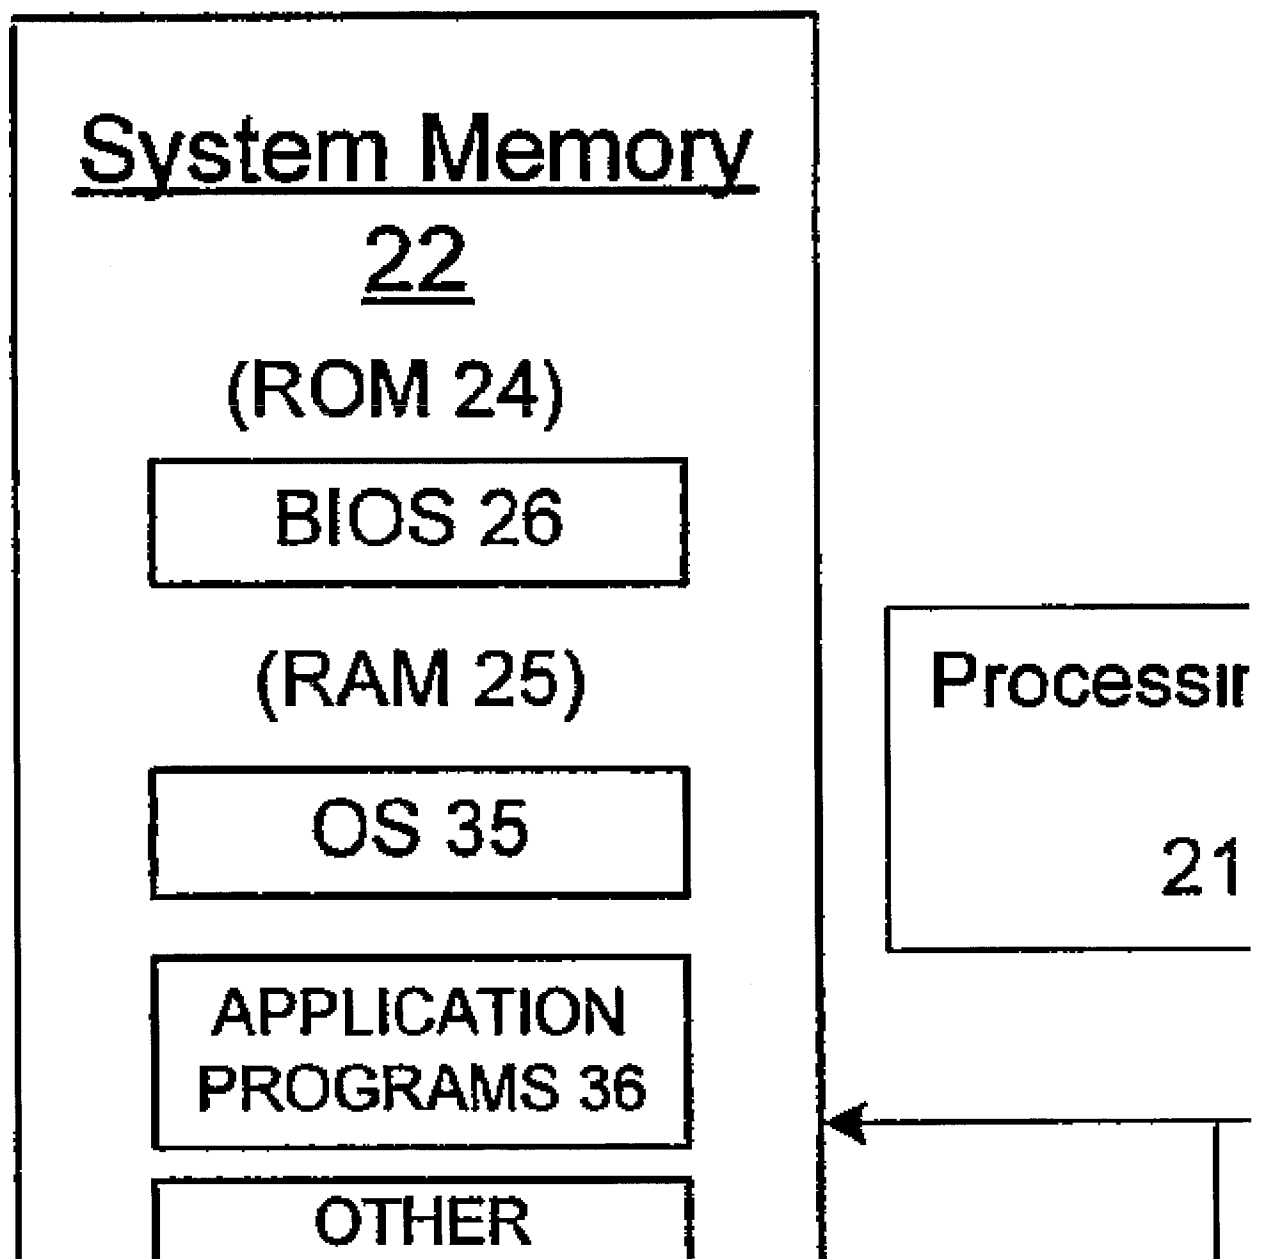 System Memory
22
(ROM 24)
BIOS 26
(RAM 25)
OS 35
APPLICATION
PROGRAMS 36
OTHER
21